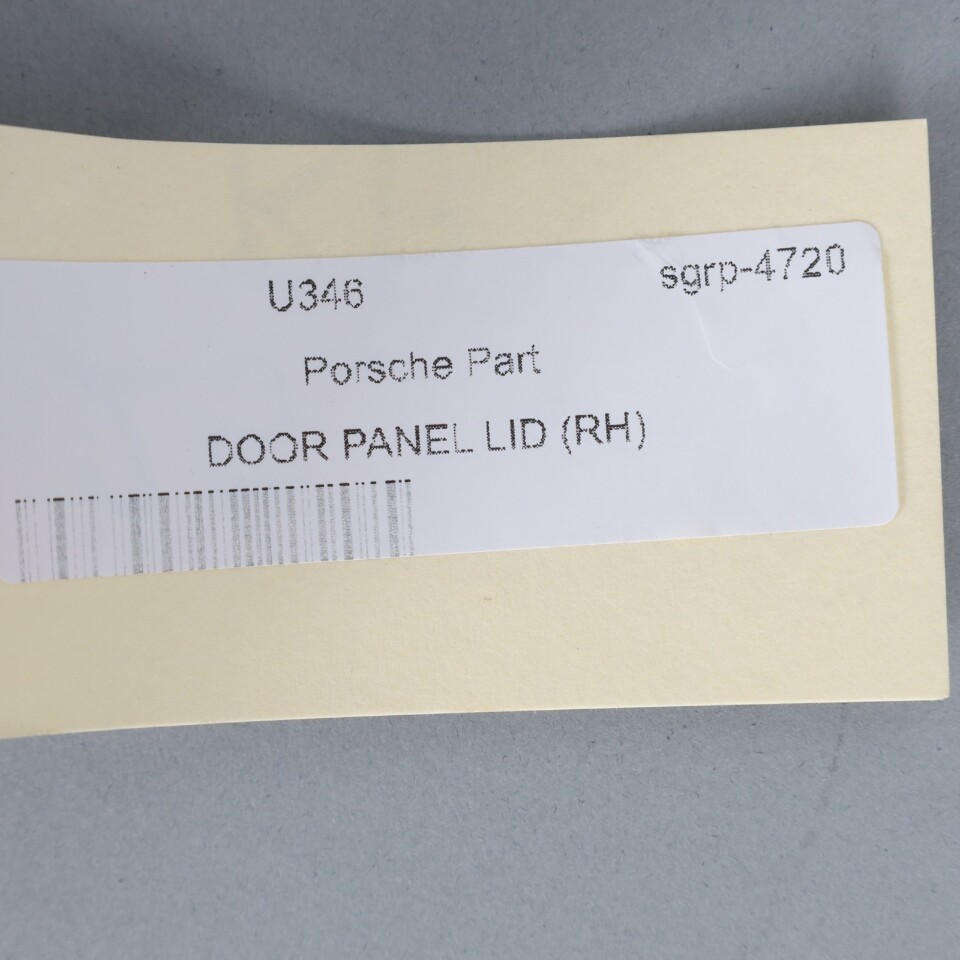 U346 sgrp-4720
Porsche Part
DOOR PANEL LID (RH)